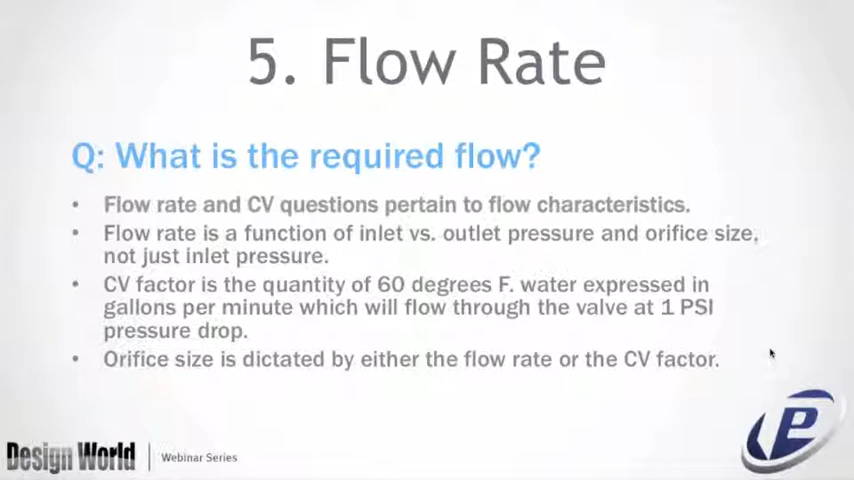 5. Flow Rate
Q: What is the required flow?
• Flow rate and CV questions pertain to flow characteristics.
• Flow rate is a function of inlet vs. outlet pressure and orifice size,
not just inlet pressure.
• CV factor is the quantity of 60 degrees F. water expressed in
gallons per minute which will flow through the valve at 1 PSI
pressure drop.
• Orifice size is dictated by either the flow rate or the CV factor.
Design World
Webinar Series
P